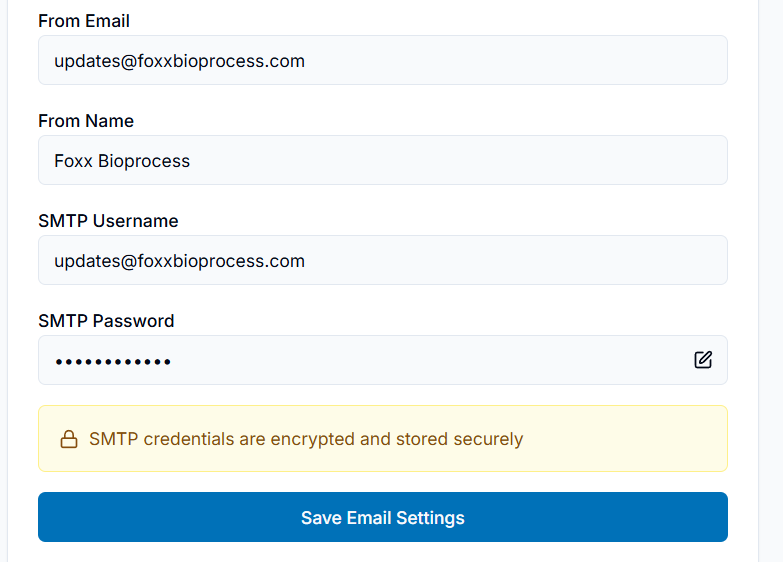 From Email
updates@foxxbioprocess.com
From Name
Foxx Bioprocess
SMTP Username
updates@foxxbioprocess.com
SMTP Password
••••••••••••
SMTP credentials are encrypted and stored securely
Save Email Settings